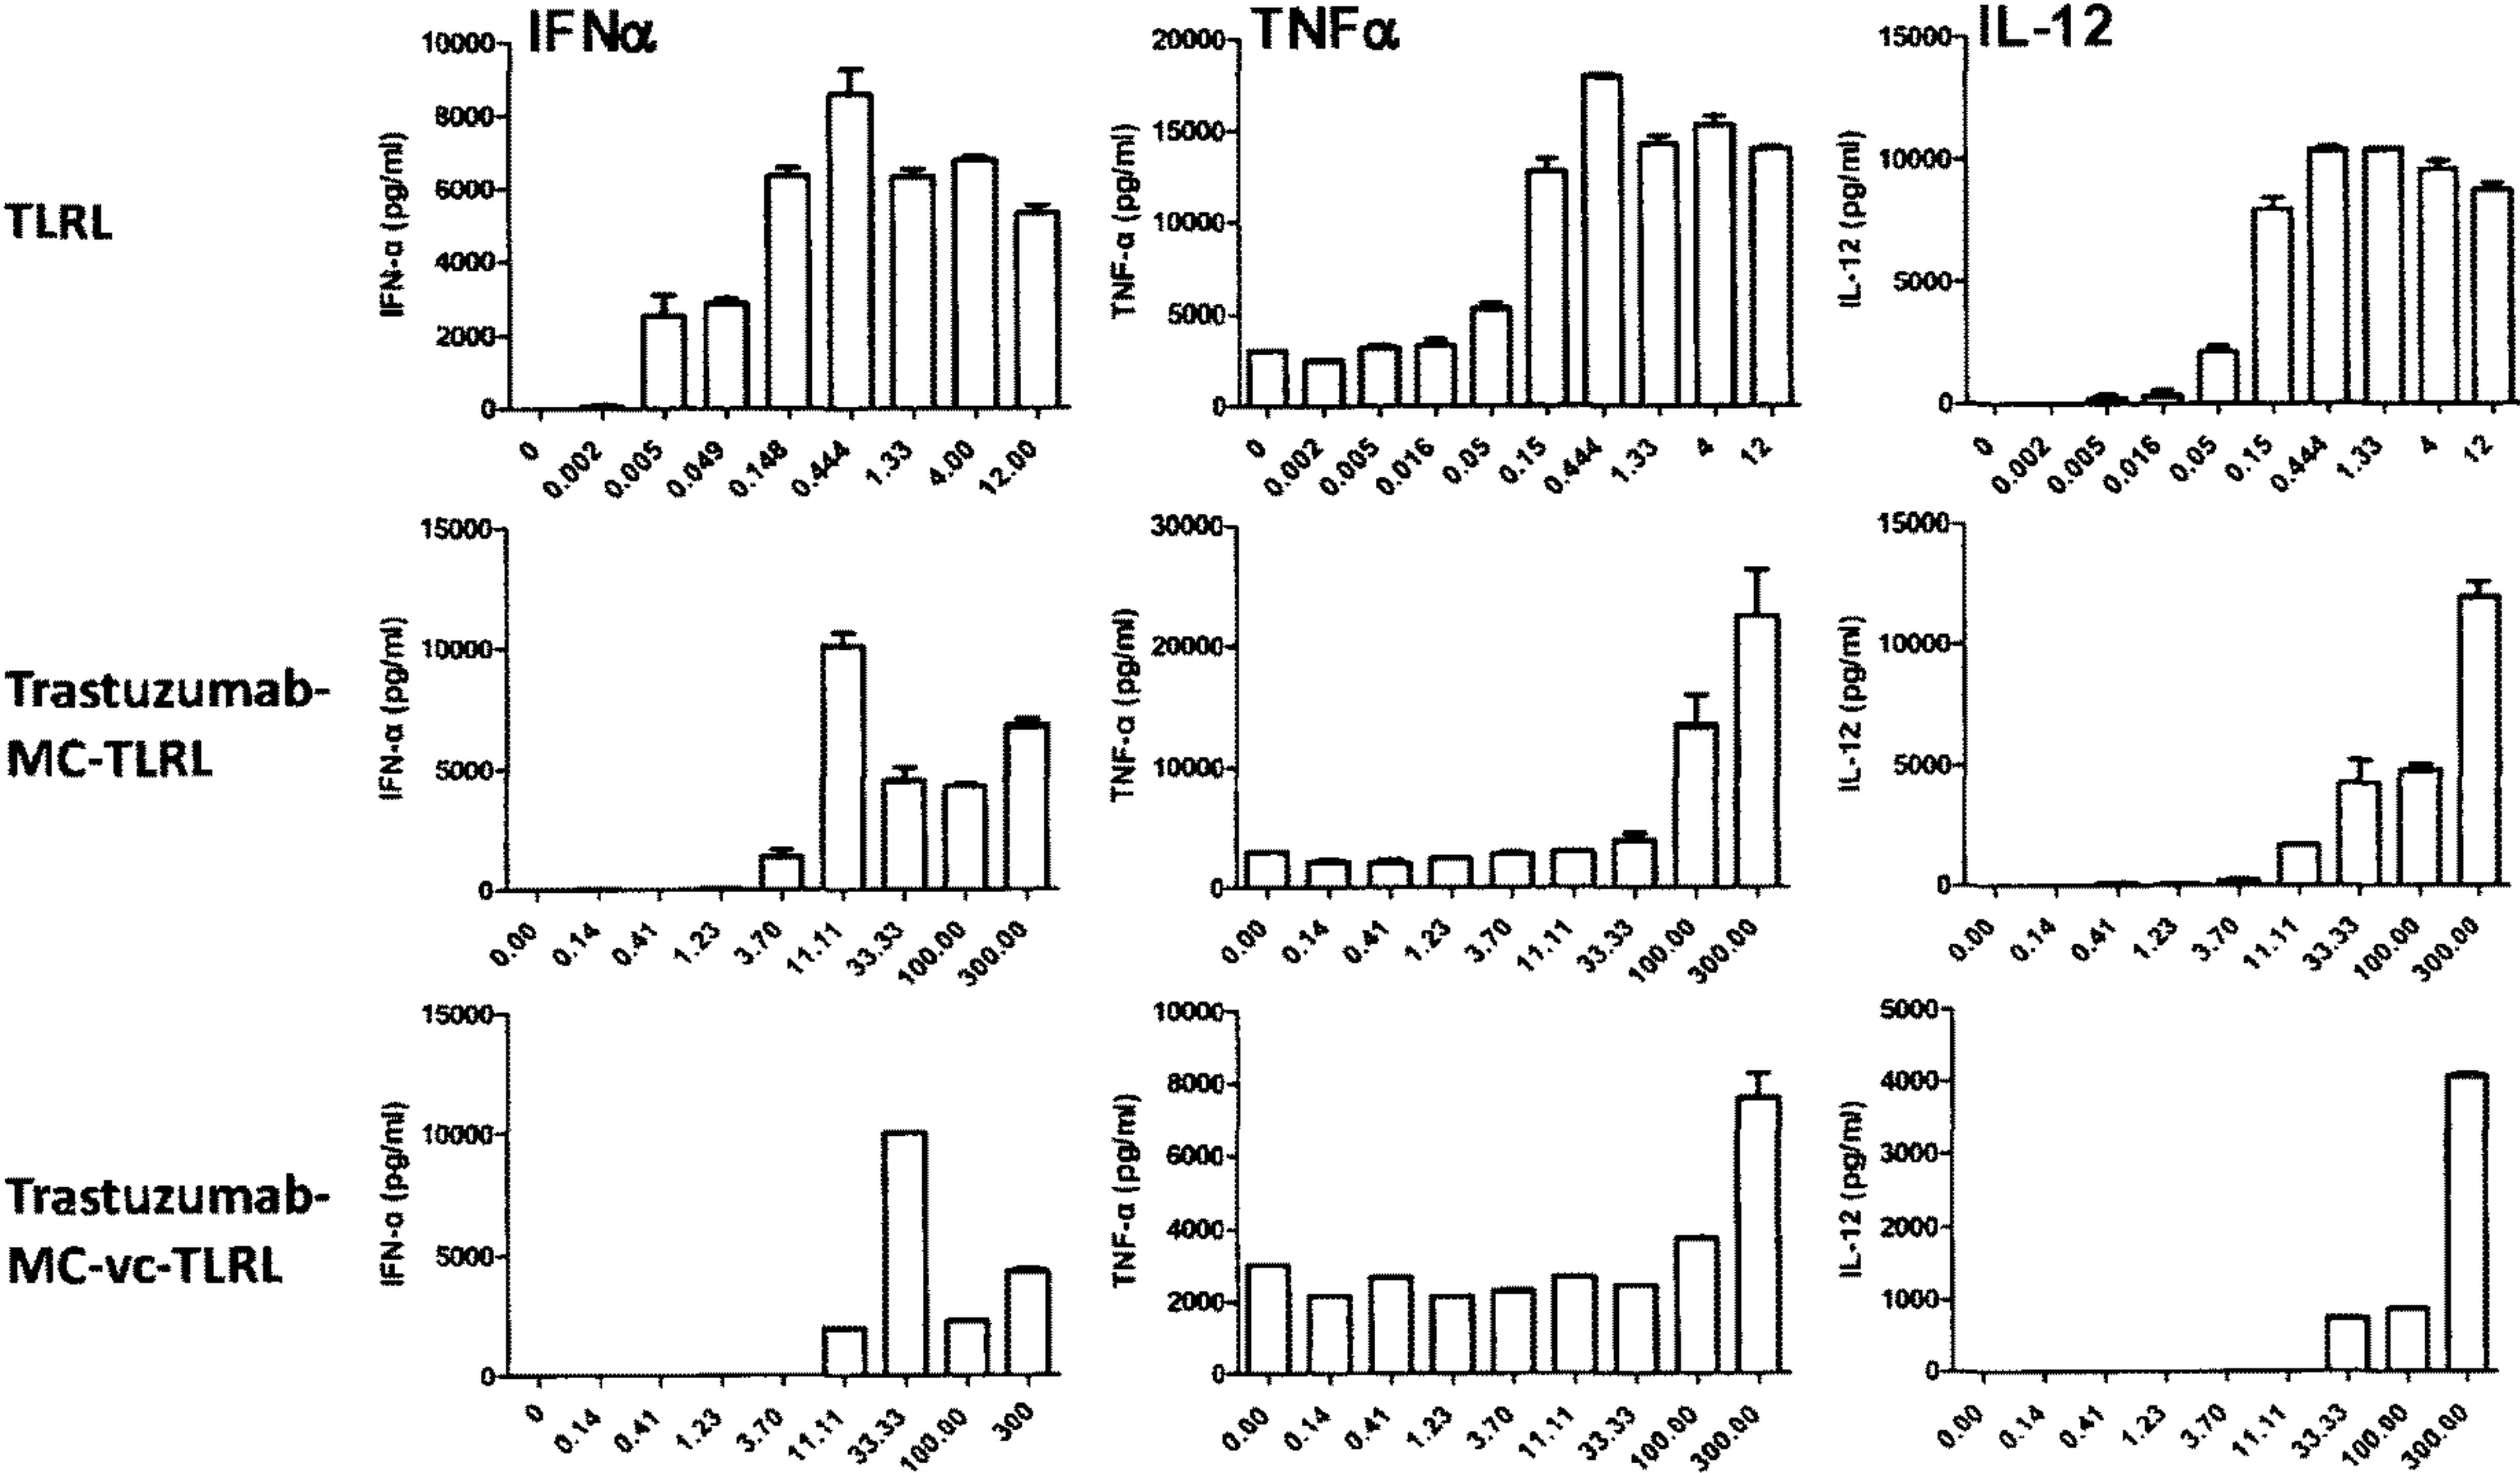 IFNα
TNFα
IL-12
TLRL
IFN-α (pg/ml)
10000
8000
6000
4000
2000
0
0 0.002 0.005 0.049 0.148 0.444 1.33 4.00 12.00
TNF-α (pg/ml)
20000
15000
10000
5000
0
0 0.002 0.005 0.016 0.05 0.15 0.444 1.33 4 12
IL-12 (pg/ml)
15000
10000
5000
0
0 0.002 0.005 0.016 0.05 0.15 0.444 1.33 4 12
Trastuzumab-
MC-TLRL
IFN-α (pg/ml)
15000
10000
5000
0
0.00 0.14 0.41 1.23 3.70 11.11 33.33 100.00 300.00
TNF-α (pg/ml)
30000
20000
10000
0
0.00 0.14 0.41 1.23 3.70 11.11 33.33 100.00 300.00
IL-12 (pg/ml)
15000
10000
5000
0
0.00 0.14 0.41 1.23 3.70 11.11 33.33 100.00 300.00
Trastuzumab-
MC-vc-TLRL
IFN-α (pg/ml)
15000
10000
5000
0
0 0.14 0.41 1.23 3.70 11.11 33.33 100.00 300
TNF-α (pg/ml)
10000
8000
6000
4000
2000
0
0.00 0.14 0.41 1.23 3.70 11.11 33.33 100.00 300.00
IL-12 (pg/ml)
5000
4000
3000
2000
1000
0
0.00 0.14 0.41 1.23 3.70 11.11 33.33 100.00 300.00